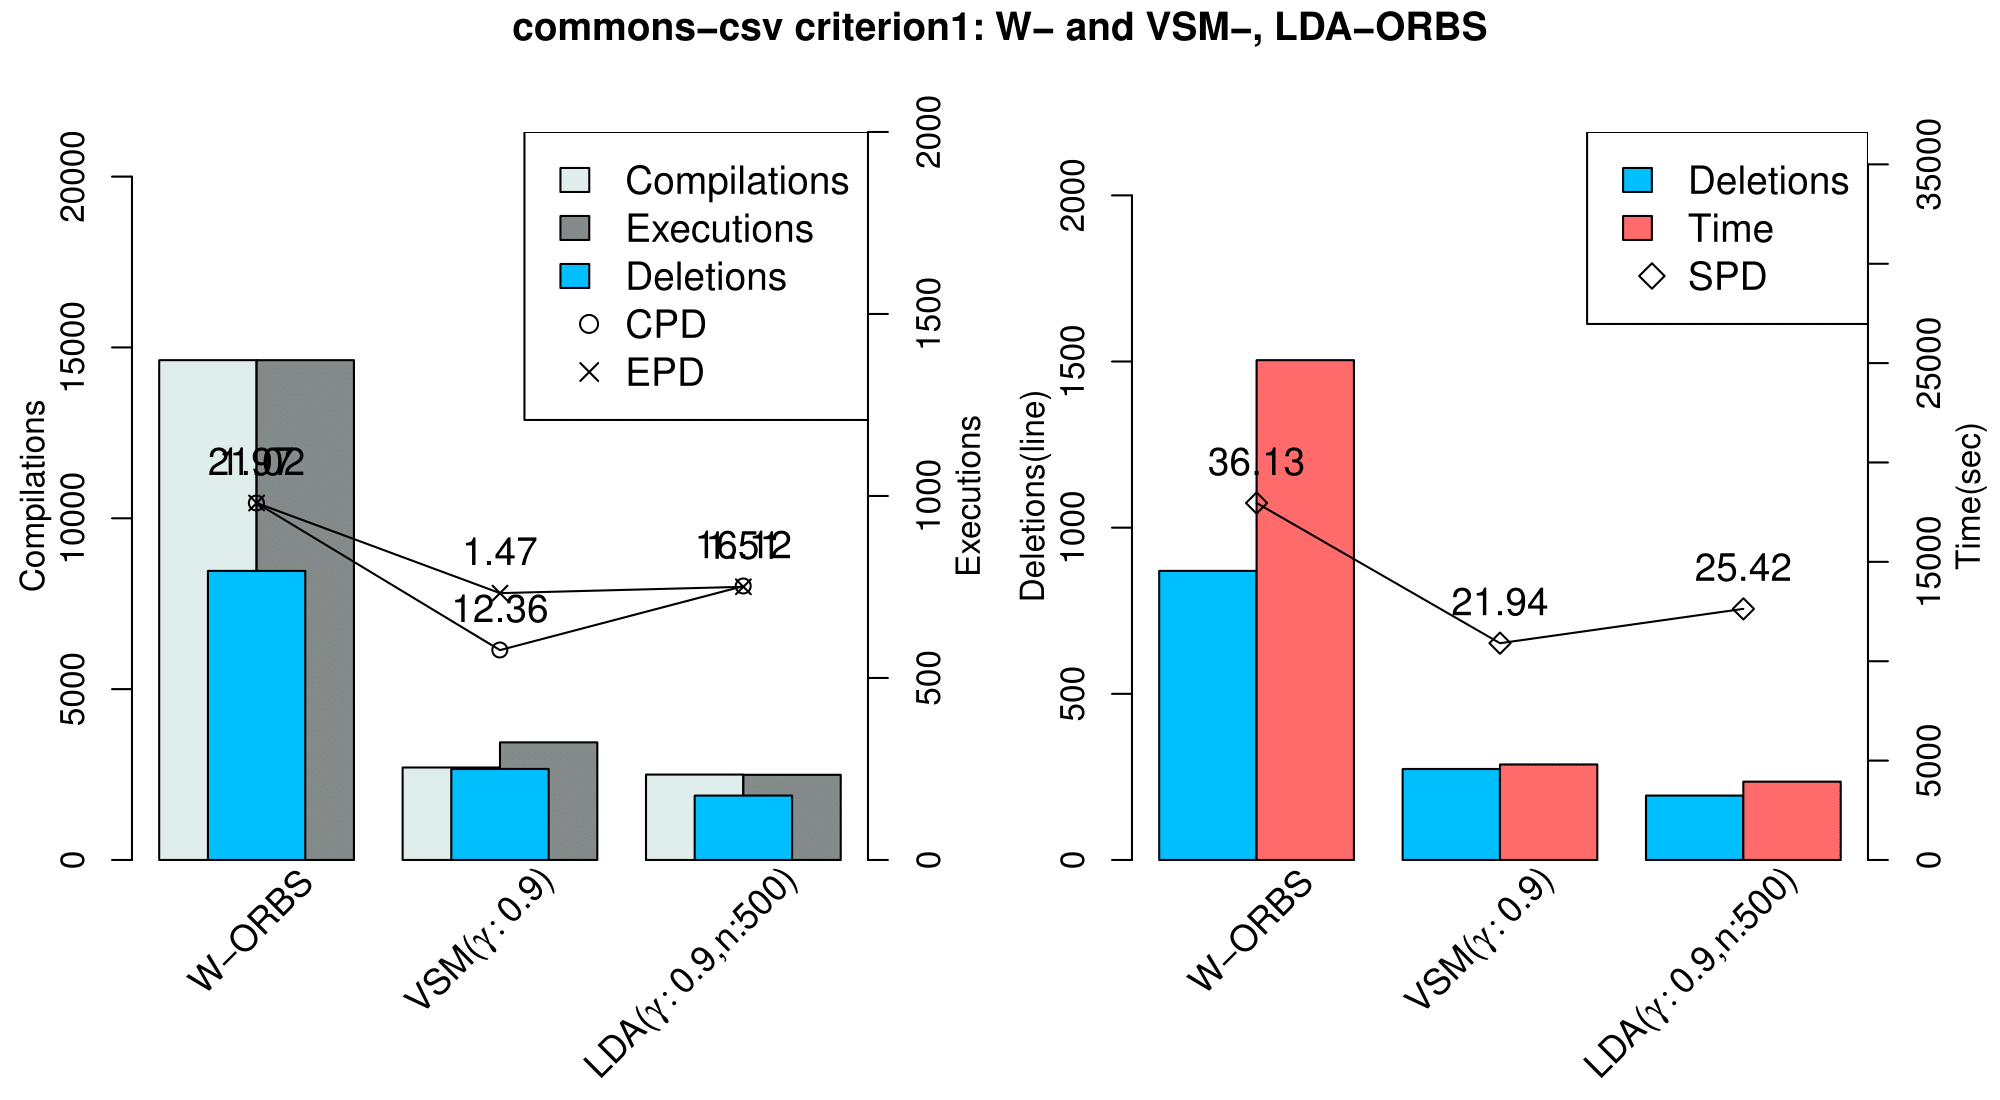 commons−csv criterion1: W− and VSM−, LDA−ORBS
Compilations
0
5000
10000
15000
20000
Compilations
Executions
Deletions
CPD
EPD
1.47
12.36
Executions
0
500
1000
1500
2000
W−ORBS
VSM(γ: 0.9)
LDA(γ: 0.9,n:500)
Deletions(line)
0
500
1000
1500
2000
Deletions
Time
SPD
36.13
21.94
25.42
Time(sec)
0
5000
15000
25000
35000
W−ORBS
VSM(γ: 0.9)
LDA(γ: 0.9,n:500)